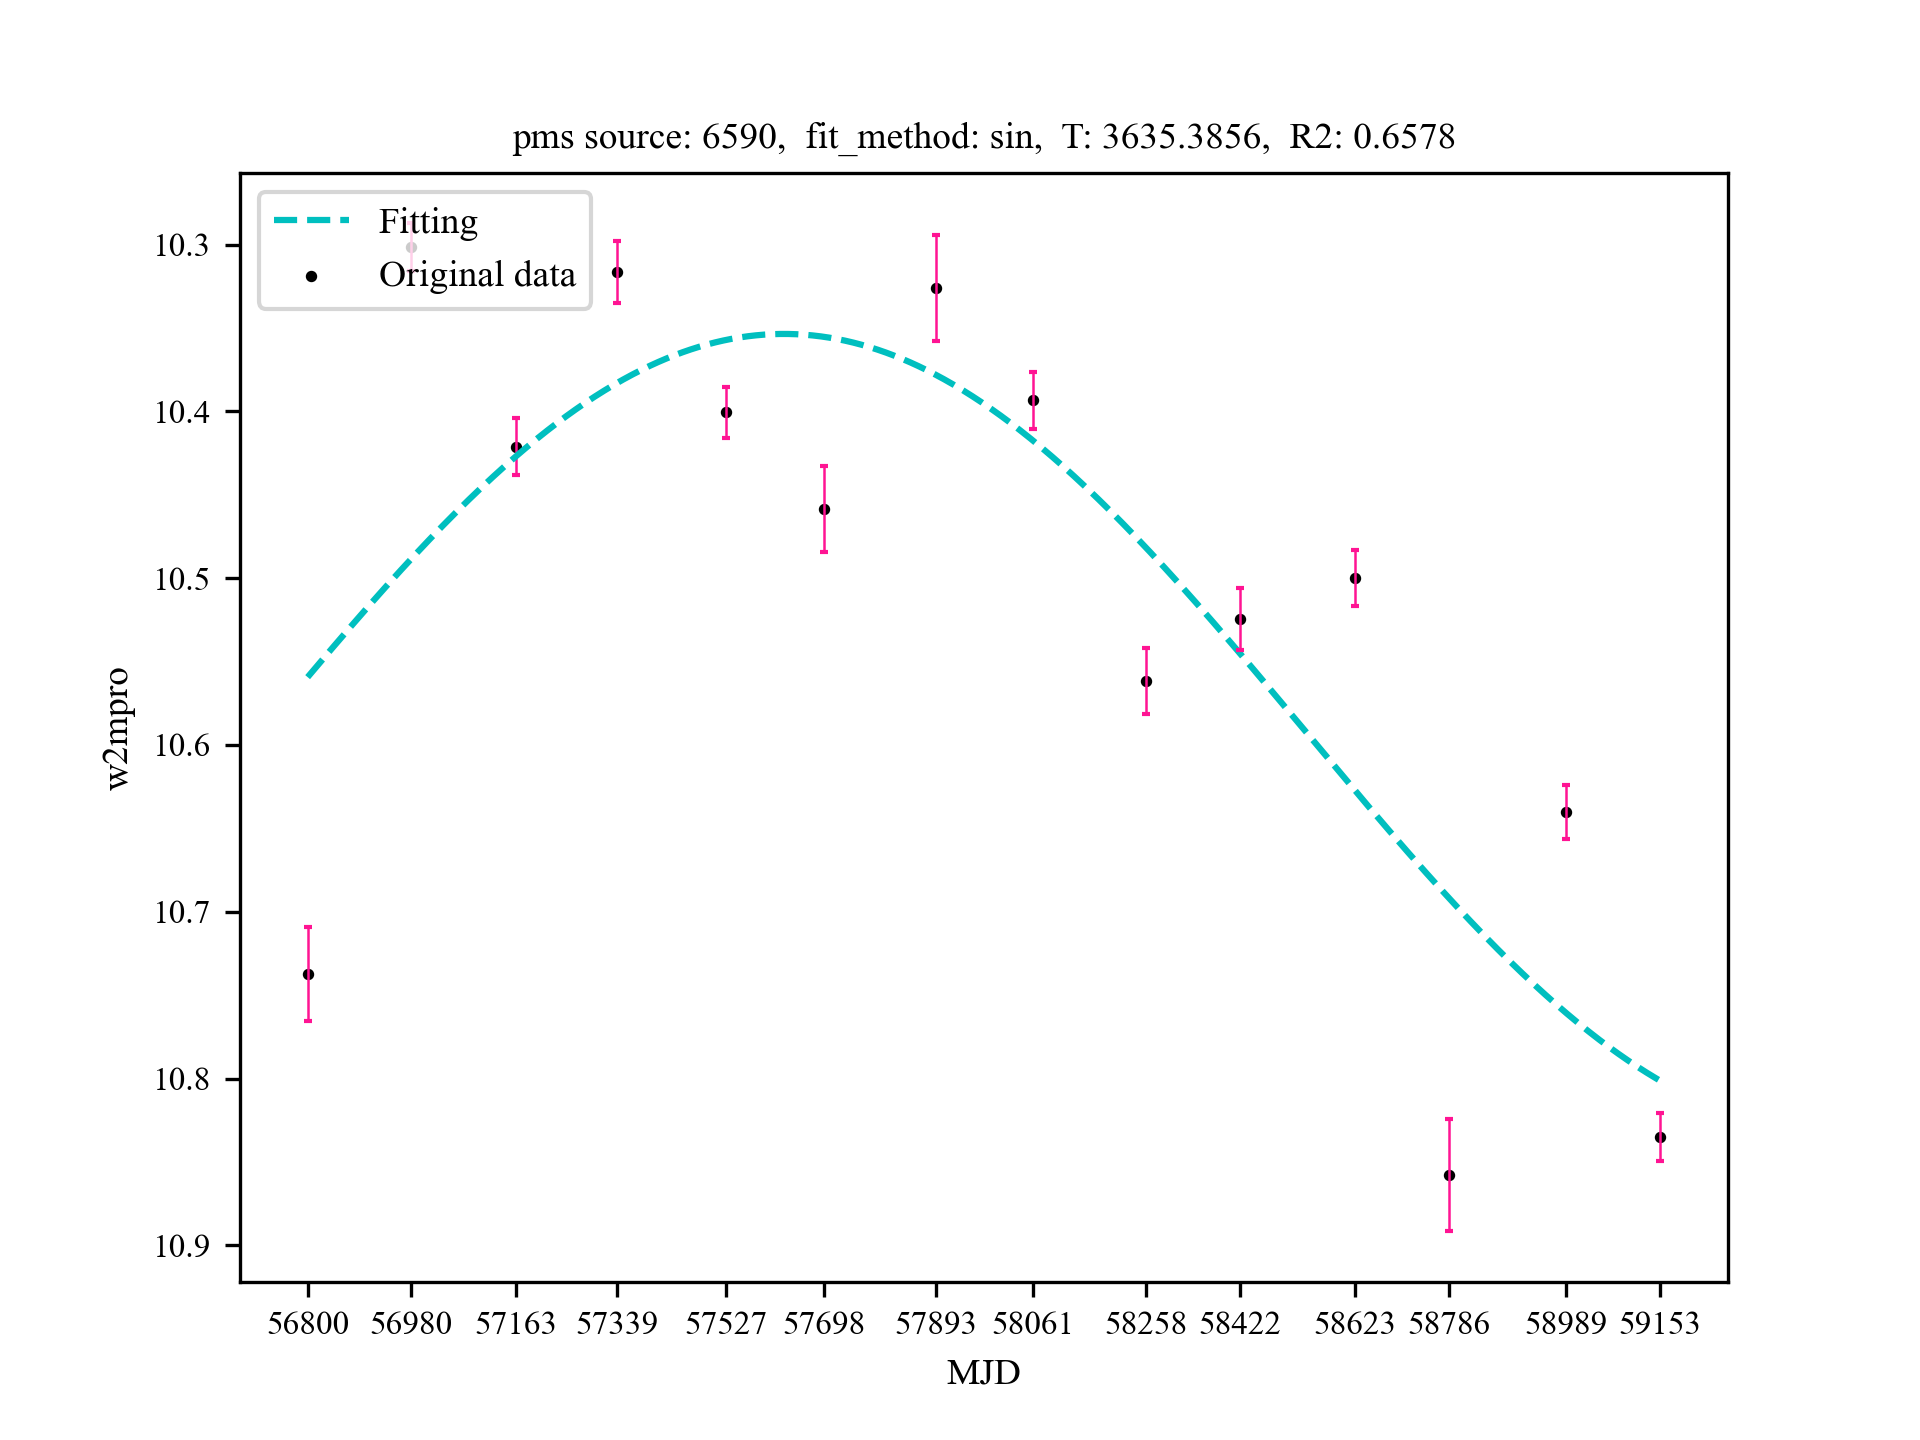 pms source: 6590, fit_method: sin, T: 3635.3856, R2: 0.6578
Fitting
Original data
10.3
10.4
10.5
10.6
10.7
10.8
10.9
w2mpro
56800 56980 57163 57339 57527 57698 57893 58061 58258 58422 58623 58786 58989 59153
MJD